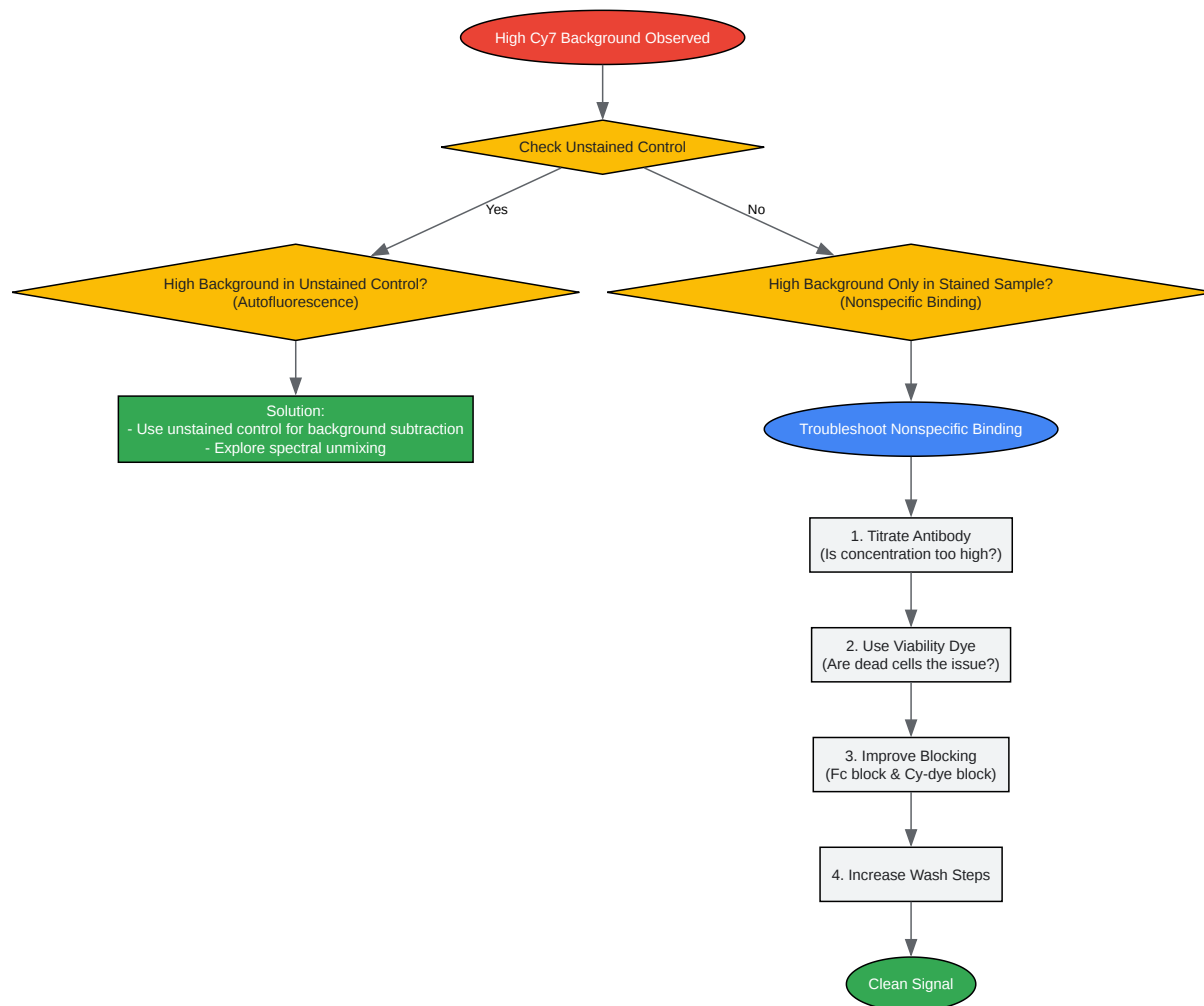 High Cy7 Background Observed
Check Unstained Control
Yes
No
High Background in Unstained Control?
(Autofluorescence)
High Background Only in Stained Sample?
(Nonspecific Binding)
Solution:
- Use unstained control for background subtraction
- Explore spectral unmixing
Troubleshoot Nonspecific Binding
1. Titrate Antibody
(Is concentration too high?)
2. Use Viability Dye
(Are dead cells the issue?)
3. Improve Blocking
(Fc block & Cy-dye block)
4. Increase Wash Steps
Clean Signal